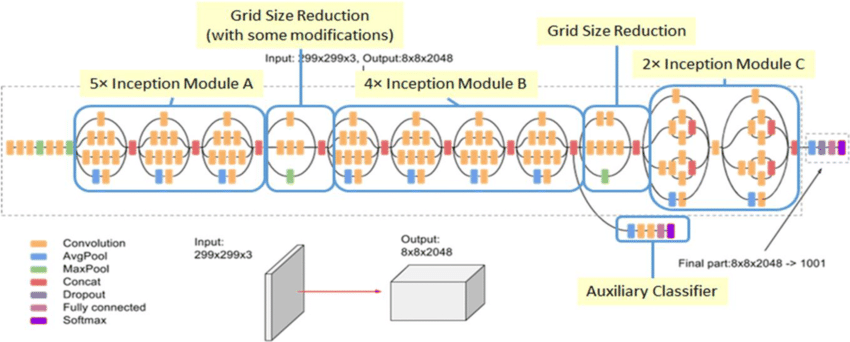 Grid Size Reduction
(with some modifications)
Grid Size Reduction
Input: 299x299x3, Output:8x8x2048
5× Inception Module A
4× Inception Module B
2× Inception Module C
Convolution
AvgPool
MaxPool
Concat
Dropout
Fully connected
Softmax
Input:
299x299x3
Output:
8x8x2048
Final part:8x8x2048 -> 1001
Auxiliary Classifier